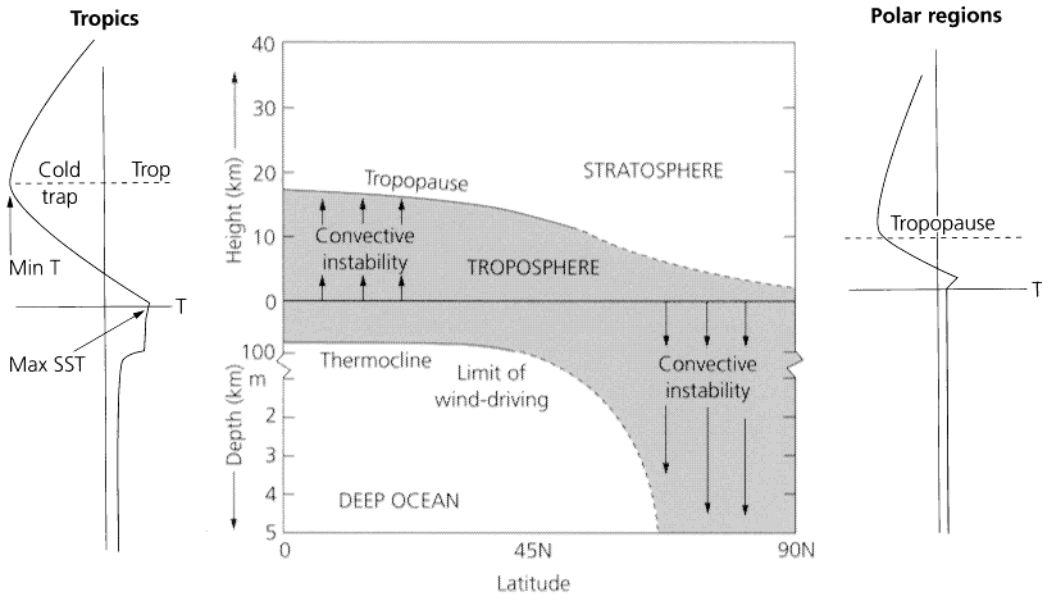 Tropics
Cold
trap
Trop
Min T
T
Max SST
Height (km)
Depth (km)
40
30
20
10
0
100
m
2
3
4
5
STRATOSPHERE
Tropopause
Convective
instability
TROPOSPHERE
Thermocline
Limit of
wind-driving
Convective
instability
DEEP OCEAN
0
45N
90N
Latitude
Polar regions
Tropopause
T